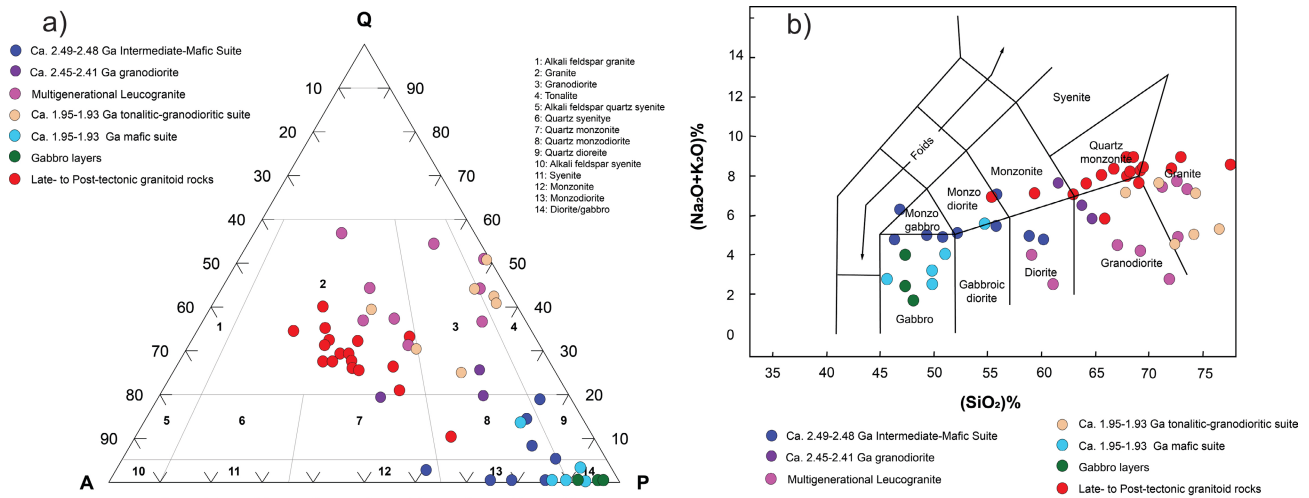 a)
Q
Ca. 2.49-2.48 Ga Intermediate-Mafic Suite
Ca. 2.45-2.41 Ga granodiorite
Multigenerational Leucogranite
Ca. 1.95-1.93 Ga tonalitic-granodioritic suite
Ca. 1.95-1.93 Ga mafic suite
Gabbro layers
Late- to Post-tectonic granitoid rocks
1: Alkali feldspar granite
2: Granite
3: Granodiorite
4: Tonalite
5: Alkali feldspar quartz syenite
6: Quartz syenitye
7: Quartz monzonite
8: Quartz monzodiorite
9: Quartz dioreite
10: Alkali feldspar syenite
11: Syenite
12: Monzonite
13: Monzodiorite
14: Diorite/gabbro
10 90
20 80
30 70
40 60
50 50
60 40
70 30
80 20
90 10
2
1 3 4
5 6 7 8 9
10 11 12 13 14
A P
b)
(Na₂O+K₂O)%
14
12
10
8
6
4
2
0
35 40 45 50 55 60 65 70 75
(SiO₂)%
Foids
Syenite
Quartz
monzonite
Monzonite
Granite
Monzo
diorite
Monzo
gabbro
Granodiorite
Diorite
Gabbroic
diorite
Gabbro
Ca. 2.49-2.48 Ga Intermediate-Mafic Suite
Ca. 2.45-2.41 Ga granodiorite
Multigenerational Leucogranite
Ca. 1.95-1.93 Ga tonalitic-granodioritic suite
Ca. 1.95-1.93 Ga mafic suite
Gabbro layers
Late- to Post-tectonic granitoid rocks